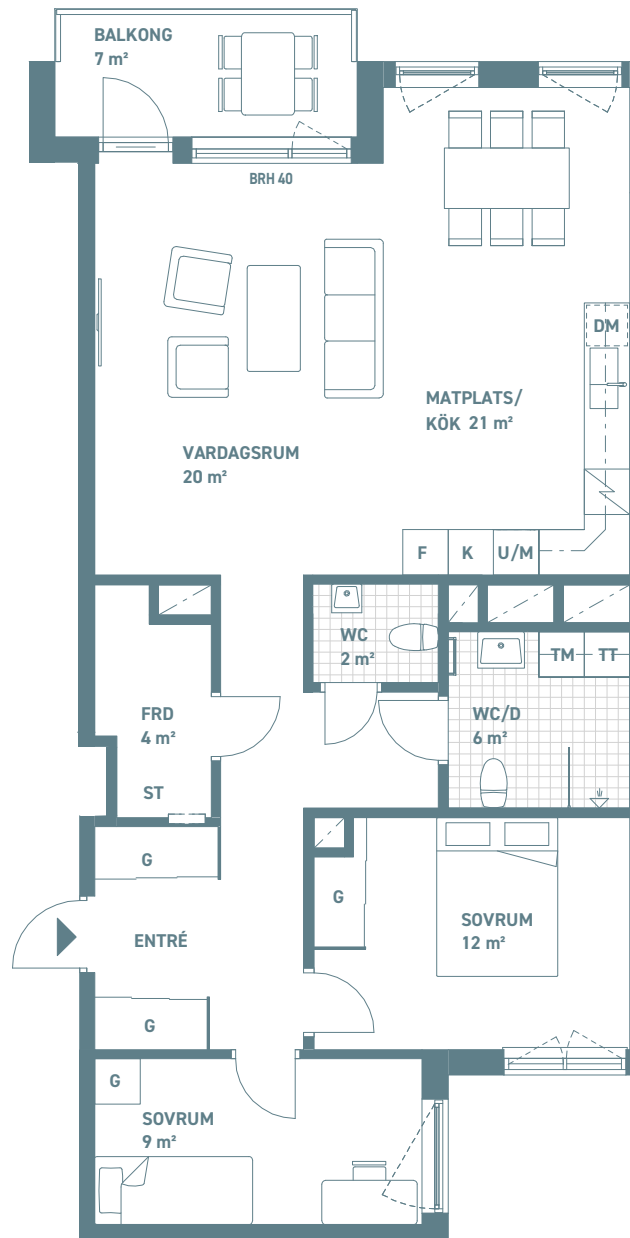 BALKONG
7 m²
BRH 40
DM
MATPLATS/
KÖK 21 m²
VARDAGSRUM
20 m²
F
K
U/M
WC
2 m²
TM
TT
FRD
4 m²
WC/D
6 m²
ST
G
G
SOVRUM
12 m²
ENTRÉ
G
G
SOVRUM
9 m²